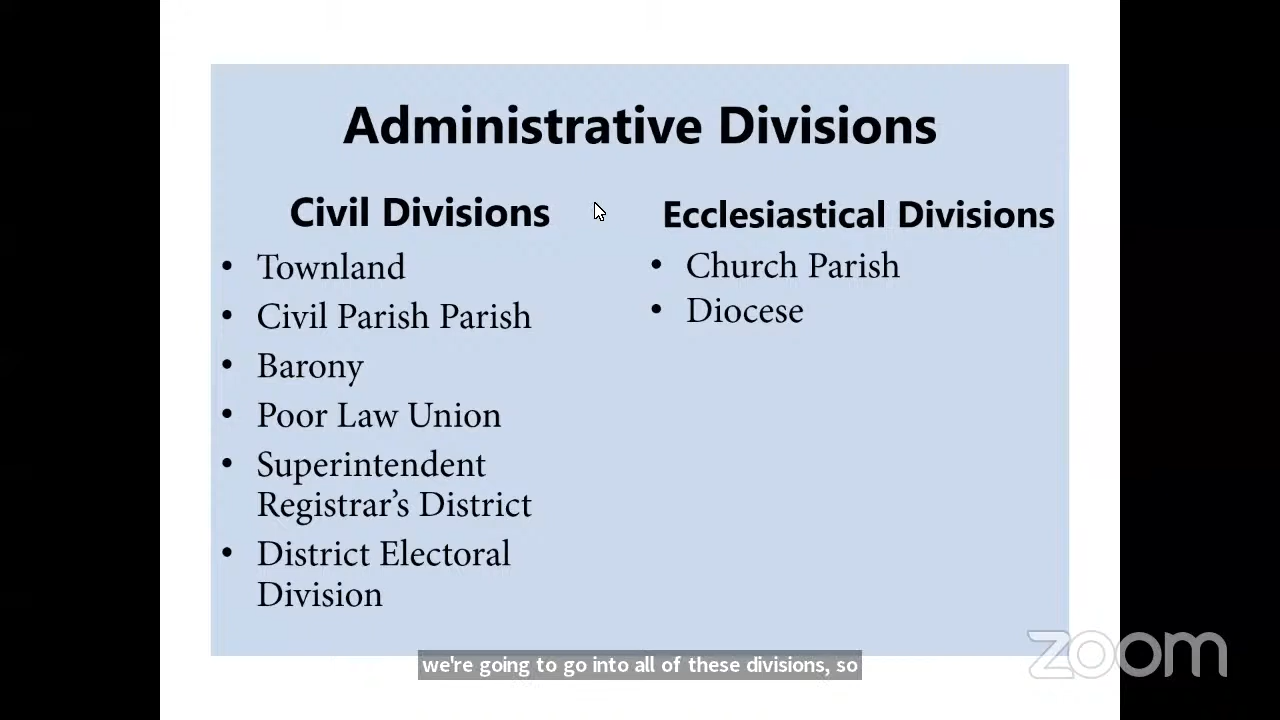 Administrative Divisions
Civil Divisions
• Townland
• Civil Parish Parish
• Barony
• Poor Law Union
• Superintendent
Registrar's District
• District Electoral
Division
Ecclesiastical Divisions
• Church Parish
• Diocese
we're going to go into all of these divisions, so
zoom